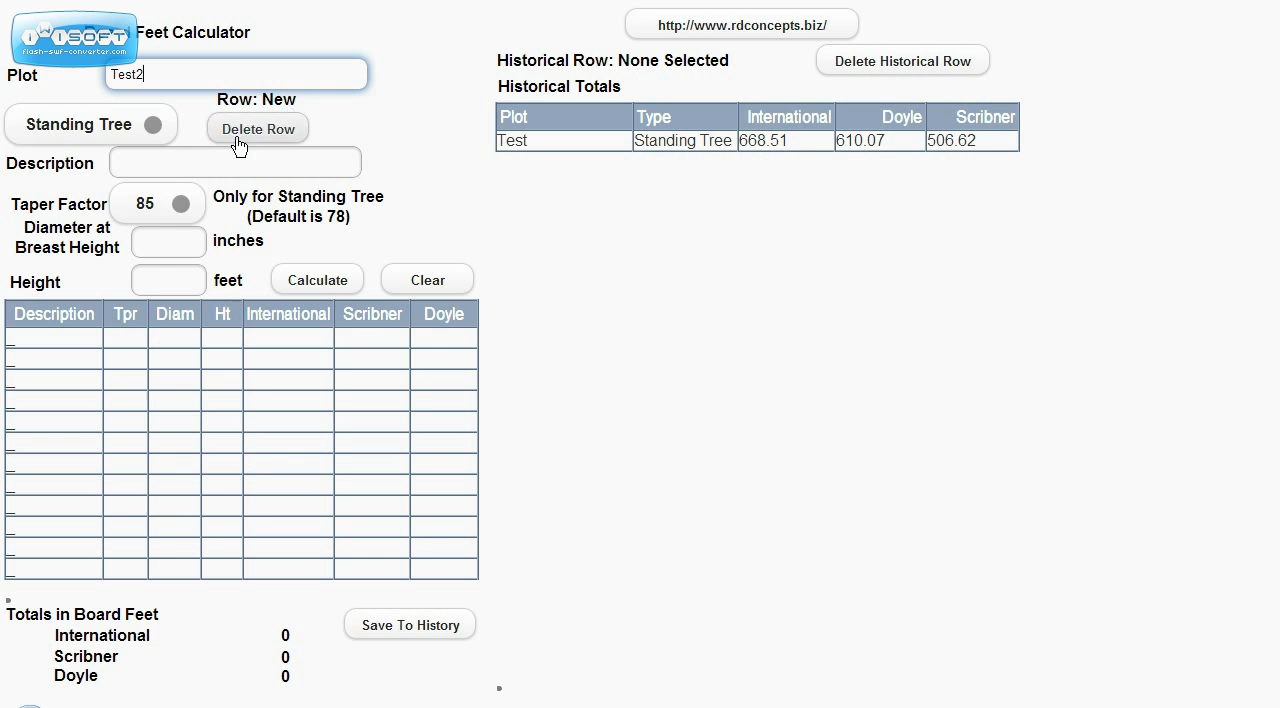 iWiSOFT
flash-swf-converter.com
Feet Calculator
Plot
Test2
Row: New
Standing Tree
Delete Row
Description
Taper Factor
85
Only for Standing Tree
(Default is 78)
Diameter at
Breast Height
inches
Height
feet
Calculate
Clear
Description Tpr Diam Ht International Scribner Doyle
_
_
_
_
_
_
_
_
_
_
_
_
Totals in Board Feet
International 0
Scribner 0
Doyle 0
Save To History
http://www.rdconcepts.biz/
Historical Row: None Selected
Delete Historical Row
Historical Totals
Plot Type International Doyle Scribner
Test Standing Tree 668.51 610.07 506.62